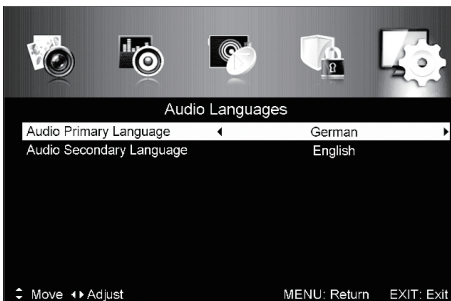 Audio Languages
Audio Primary Language German
Audio Secondary Language English
Move Adjust MENU: Return EXIT: Exit